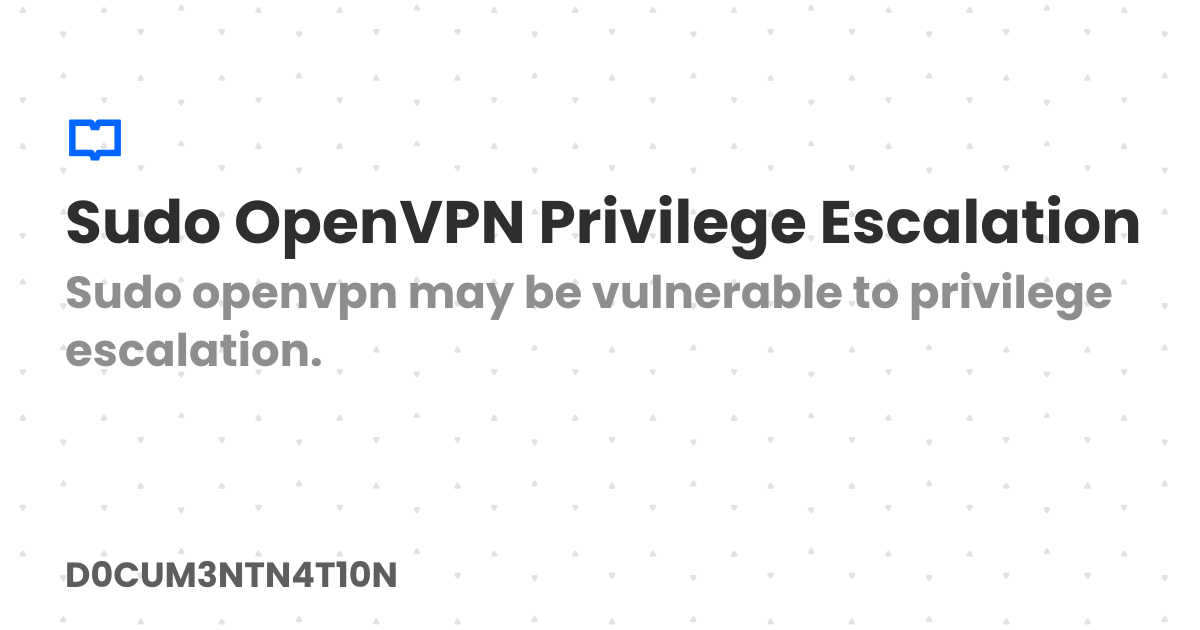 Sudo OpenVPN Privilege Escalation
Sudo openvpn may be vulnerable to privilege
escalation.
D0CUM3NTN4T10N